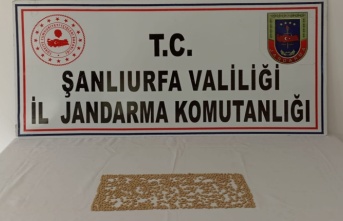 T.C.
ŞANLIURFA VALİLİĞİ
İL JANDARMA KOMUTANLIĞI